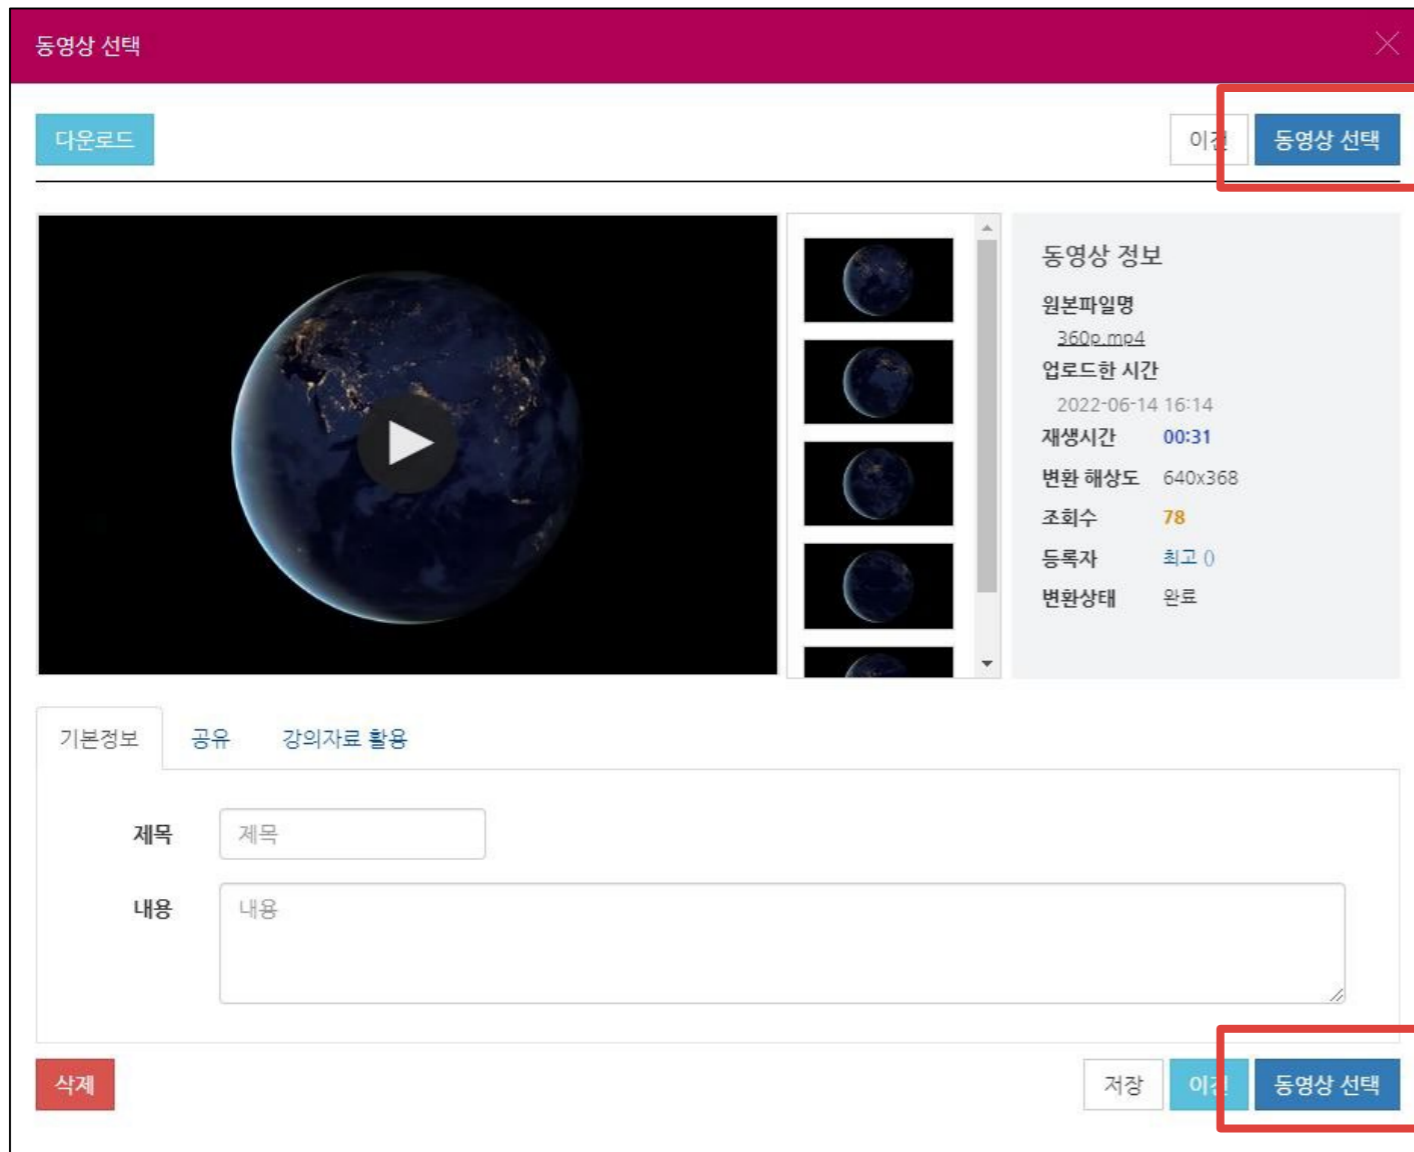 동영상 선택
다운로드
이전 동영상 선택
동영상 정보
원본파일명
360p.mp4
업로드한 시간
2022-06-14 16:14
재생시간 00:31
변환 해상도 640x368
조회수 78
등록자 최고 ()
변환상태 완료
기본정보 공유 강의자료 활용
제목 제목
내용 내용
삭제 저장 이전 동영상 선택